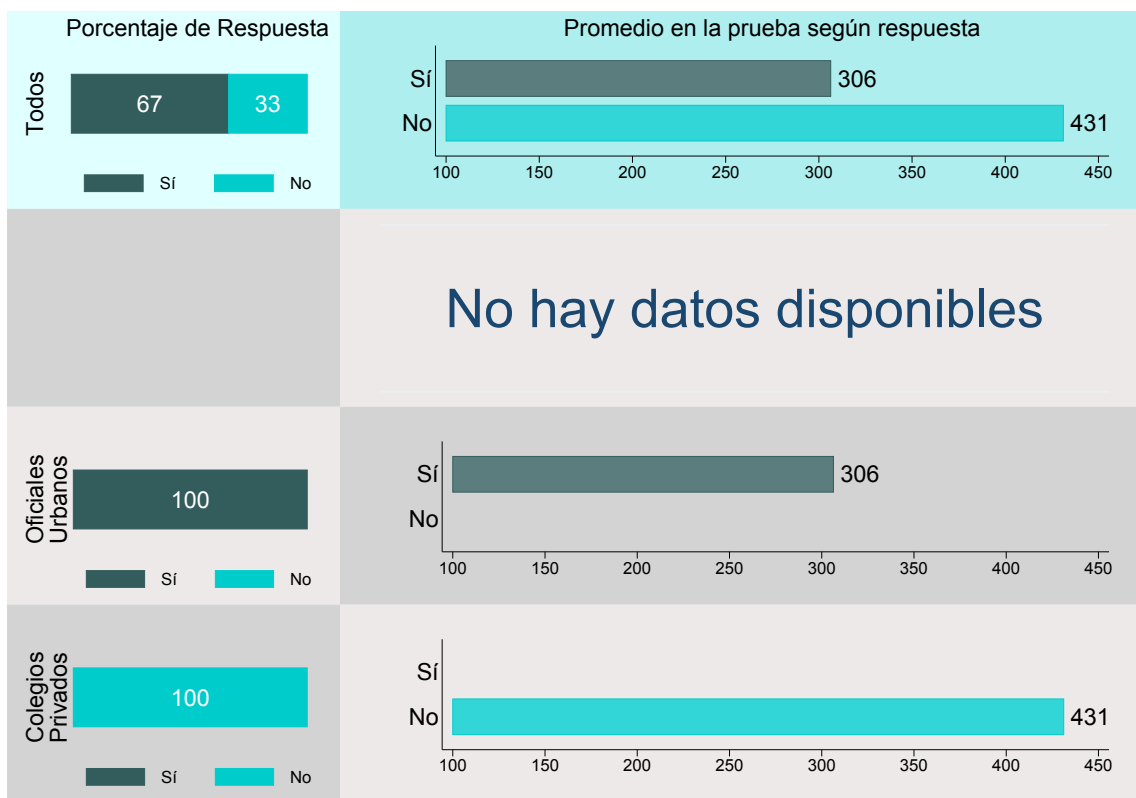 Porcentaje de Respuesta
Promedio en la prueba según respuesta
Todos
67 33
Sí No
Sí 306
No 431
100 150 200 250 300 350 400 450
No hay datos disponibles
Oficiales
Urbanos
100
Sí No
Sí 306
No
100 150 200 250 300 350 400 450
Colegios
Privados
100
Sí No
Sí
No 431
100 150 200 250 300 350 400 450